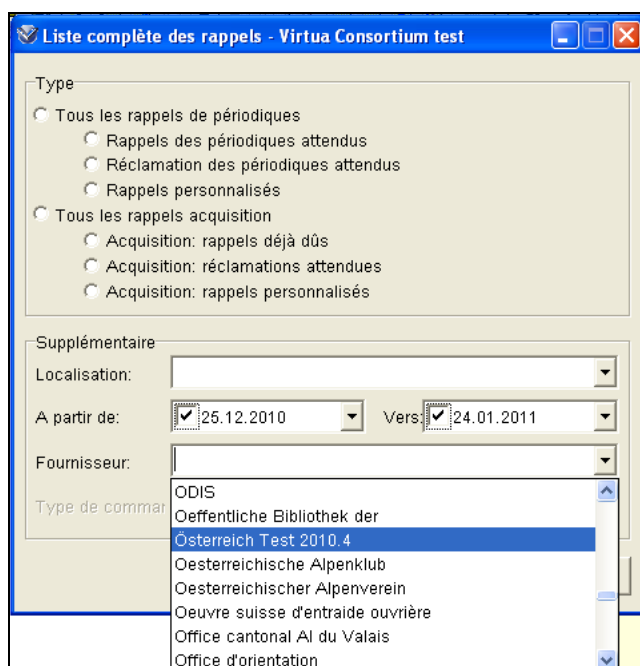 Liste complète des rappels - Virtua Consortium test
Type
Tous les rappels de périodiques
Rappels des périodiques attendus
Réclamation des périodiques attendus
Rappels personnalisés
Tous les rappels acquisition
Acquisition: rappels déjà dûs
Acquisition: réclamations attendues
Acquisition: rappels personnalisés
Supplémentaire
Localisation:
A partir de: 25.12.2010 Vers: 24.01.2011
Fournisseur:
Type de commar
ODIS
Oeffentliche Bibliothek der
Österreich Test 2010.4
Oesterreichische Alpenklub
Oesterreichischer Alpenverein
Oeuvre suisse d'entraide ouvrière
Office cantonal AI du Valais
Office d'orientation